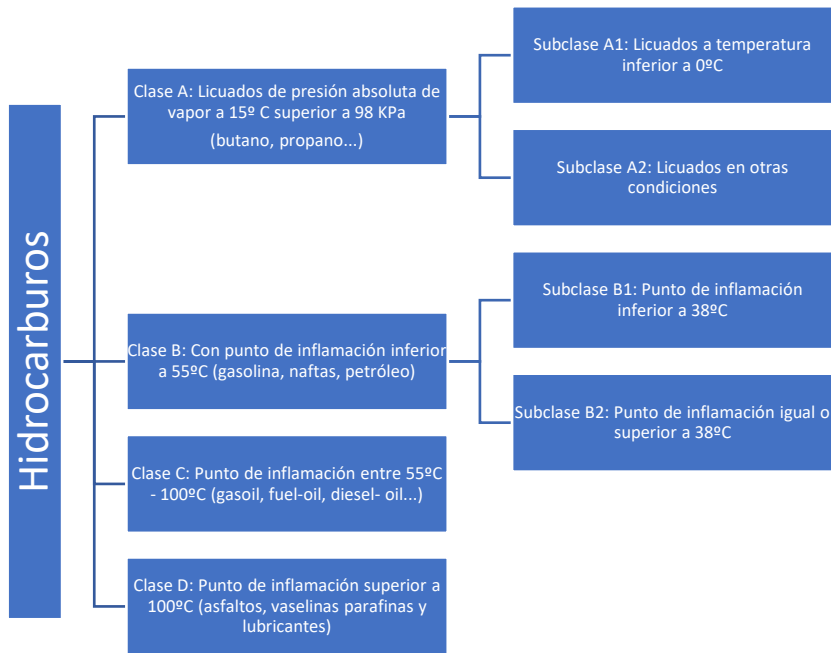 Hidrocarburos
Clase A: Licuados de presión absoluta de
vapor a 15º C superior a 98 KPa
(butano, propano...)
Subclase A1: Licuados a temperatura
inferior a 0ºC
Subclase A2: Licuados en otras
condiciones
Clase B: Con punto de inflamación inferior
a 55ºC (gasolina, naftas, petróleo)
Subclase B1: Punto de inflamación
inferior a 38ºC
Subclase B2: Punto de inflamación igual o
superior a 38ºC
Clase C: Punto de inflamación entre 55ºC
- 100ºC (gasoil, fuel-oil, diesel- oil...)
Clase D: Punto de inflamación superior a
100ºC (asfaltos, vaselinas parafinas y
lubricantes)